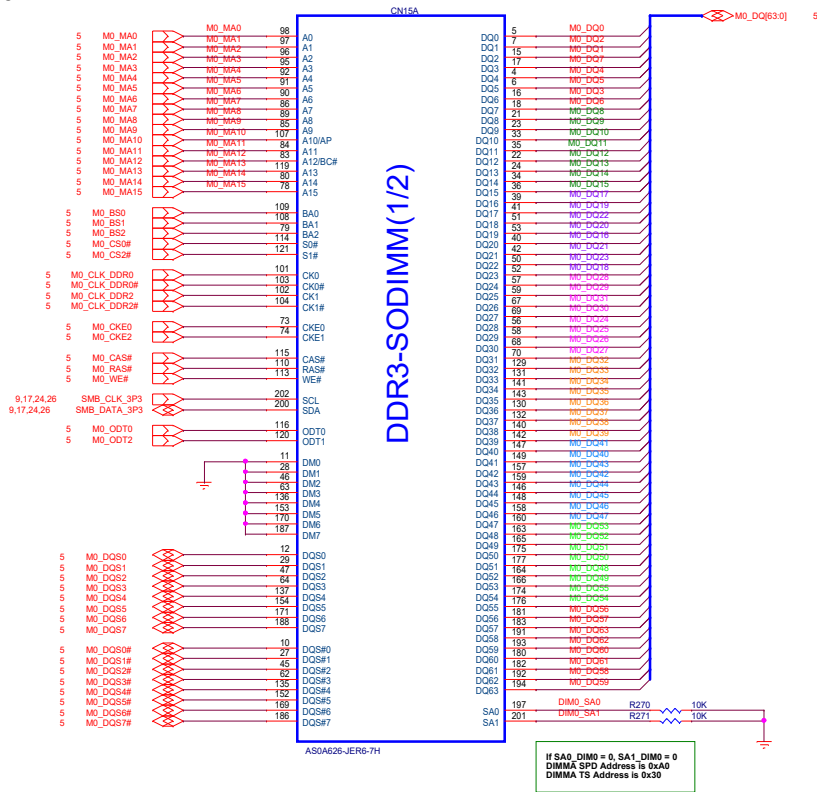 CN15A
M0_DQ[63:0] 5
5 M0_MA0 M0_MA0 98 A0
5 M0_MA1 M0_MA1 97 A1
5 M0_MA2 M0_MA2 96 A2
5 M0_MA3 M0_MA3 95 A3
5 M0_MA4 M0_MA4 92 A4
5 M0_MA5 M0_MA5 91 A5
5 M0_MA6 M0_MA6 90 A6
5 M0_MA7 M0_MA7 86 A7
5 M0_MA8 M0_MA8 89 A8
5 M0_MA9 M0_MA9 85 A9
5 M0_MA10 M0_MA10 107 A10/AP
5 M0_MA11 M0_MA11 84 A11
5 M0_MA12 M0_MA12 83 A12/BC#
5 M0_MA13 M0_MA13 119 A13
5 M0_MA14 M0_MA14 80 A14
5 M0_MA15 M0_MA15 78 A15
5 M0_BS0 109 BA0
5 M0_BS1 108 BA1
5 M0_BS2 79 BA2
5 M0_CS0# 114 S0#
5 M0_CS2# 121 S1#
5 M0_CLK_DDR0 101 CK0
5 M0_CLK_DDR0# 103 CK0#
5 M0_CLK_DDR2 102 CK1
5 M0_CLK_DDR2# 104 CK1#
5 M0_CKE0 73 CKE0
5 M0_CKE2 74 CKE1
5 M0_CAS# 115 CAS#
5 M0_RAS# 110 RAS#
5 M0_WE# 113 WE#
9,17,24,26 SMB_CLK_3P3 202 SCL
9,17,24,26 SMB_DATA_3P3 200 SDA
5 M0_ODT0 116 ODT0
5 M0_ODT2 120 ODT1
11 DM0
28 DM1
46 DM2
63 DM3
136 DM4
153 DM5
170 DM6
187 DM7
5 M0_DQS0 12 DQS0
5 M0_DQS1 29 DQS1
5 M0_DQS2 47 DQS2
5 M0_DQS3 64 DQS3
5 M0_DQS4 137 DQS4
5 M0_DQS5 154 DQS5
5 M0_DQS6 171 DQS6
5 M0_DQS7 188 DQS7
5 M0_DQS0# 10 DQS#0
5 M0_DQS1# 27 DQS#1
5 M0_DQS2# 45 DQS#2
5 M0_DQS3# 62 DQS#3
5 M0_DQS4# 135 DQS#4
5 M0_DQS5# 152 DQS#5
5 M0_DQS6# 169 DQS#6
5 M0_DQS7# 186 DQS#7
DDR3-SODIMM(1/2)
DQ0 5 M0_DQ0
DQ1 7 M0_DQ2
DQ2 15
DQ3 17 M0_DQ7
DQ4 4 M0_DQ4
DQ5 6 M0_DQ5
DQ6 16 M0_DQ3
DQ7 18 M0_DQ6
DQ8 21 M0_DQ8
DQ9 23 M0_DQ9
DQ10 33 M0_DQ10
DQ11 35 M0_DQ11
DQ12 22 M0_DQ12
DQ13 24 M0_DQ13
DQ14 34 M0_DQ14
DQ15 36 M0_DQ15
DQ16 39 M0_DQ17
DQ17 41 M0_DQ19
DQ18 51 M0_DQ22
DQ19 53 M0_DQ20
DQ20 40 M0_DQ16
DQ21 42 M0_DQ21
DQ22 50 M0_DQ23
DQ23 52 M0_DQ18
DQ24 57 M0_DQ28
DQ25 59 M0_DQ29
DQ26 67 M0_DQ31
DQ27 69 M0_DQ30
DQ28 56 M0_DQ24
DQ29 58 M0_DQ25
DQ30 68 M0_DQ26
DQ31 70 M0_DQ27
DQ32 129 M0_DQ32
DQ33 131 M0_DQ33
DQ34 141 M0_DQ34
DQ35 143 M0_DQ35
DQ36 130 M0_DQ36
DQ37 132 M0_DQ37
DQ38 140 M0_DQ38
DQ39 142 M0_DQ39
DQ40 147 M0_DQ41
DQ41 149 M0_DQ40
DQ42 157 M0_DQ43
DQ43 159 M0_DQ42
DQ44 146 M0_DQ44
DQ45 148 M0_DQ45
DQ46 158 M0_DQ46
DQ47 160 M0_DQ47
DQ48 163 M0_DQ53
DQ49 165 M0_DQ52
DQ50 175 M0_DQ51
DQ51 177 M0_DQ50
DQ52 164 M0_DQ48
DQ53 166 M0_DQ49
DQ54 174 M0_DQ55
DQ55 176 M0_DQ54
DQ56 181 M0_DQ56
DQ57 183 M0_DQ57
DQ58 191 M0_DQ63
DQ59 193 M0_DQ62
DQ60 180 M0_DQ60
DQ61 182 M0_DQ61
DQ62 192 M0_DQ58
DQ63 194 M0_DQ59
SA0 197 DIM0_SA0 R270 10K
SA1 201 DIM0_SA1 R271 10K
AS0A626-JER6-7H
If SA0_DIM0 = 0, SA1_DIM0 = 0
DIMMA SPD Address is 0xA0
DIMMA TS Address is 0x30